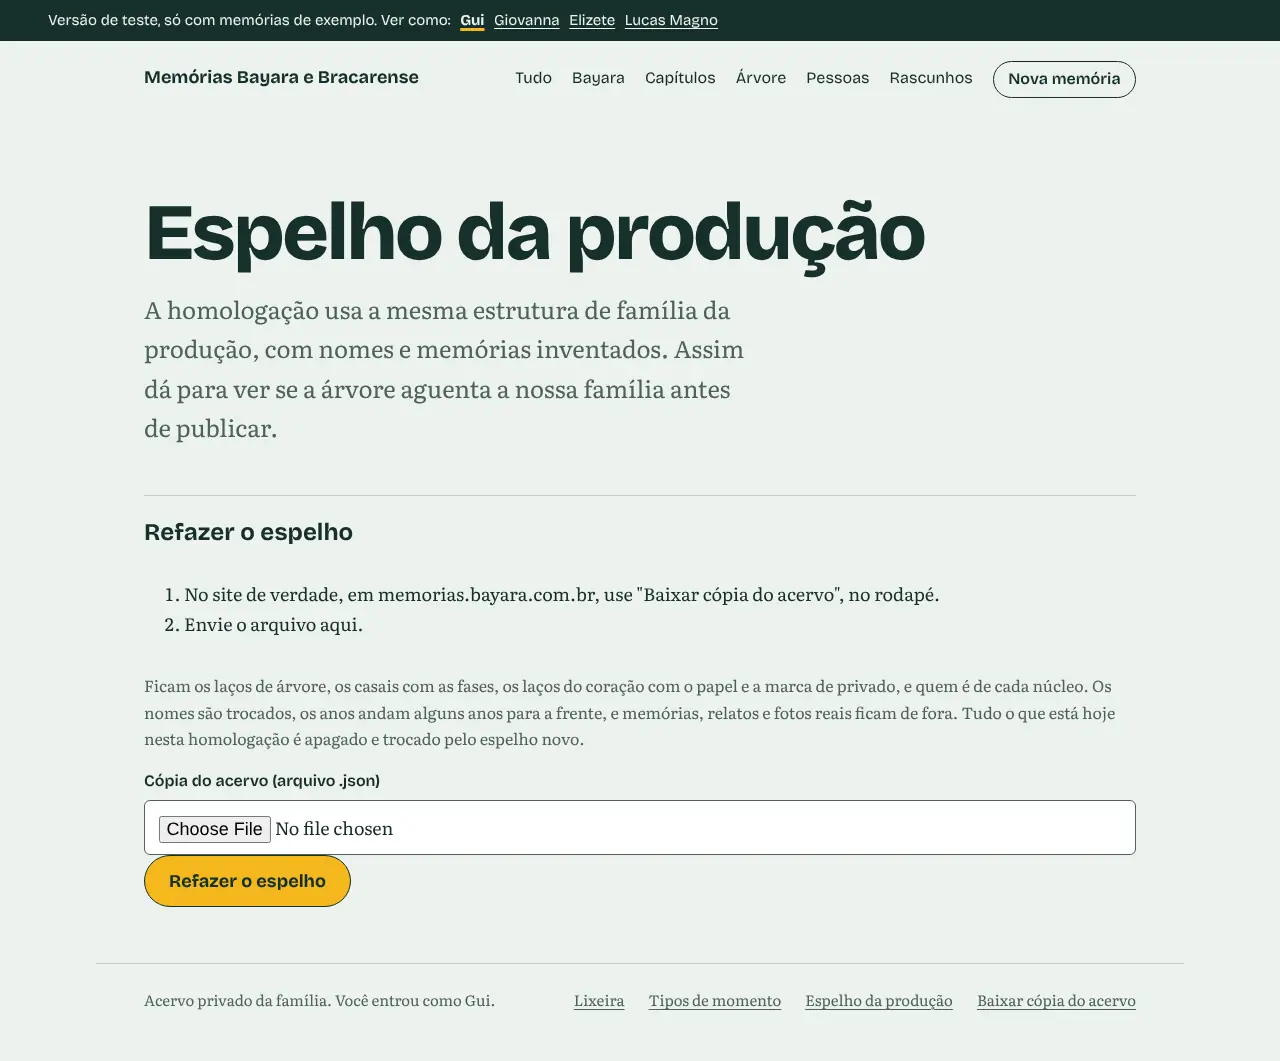 Versão de teste, só com memórias de exemplo. Ver como: Gui Giovanna Elizete Lucas Magno
Memórias Bayara e Bracarense Tudo Bayara Capítulos Árvore Pessoas Rascunhos Nova memória
Espelho da produção
A homologação usa a mesma estrutura de família da
produção, com nomes e memórias inventados. Assim
dá para ver se a árvore aguenta a nossa família antes
de publicar.
Refazer o espelho
1. No site de verdade, em memorias.bayara.com.br, use "Baixar cópia do acervo", no rodapé.
2. Envie o arquivo aqui.
Ficam os laços de árvore, os casais com as fases, os laços do coração com o papel e a marca de privado, e quem é de cada núcleo. Os
nomes são trocados, os anos andam alguns anos para a frente, e memórias, relatos e fotos reais ficam de fora. Tudo o que está hoje
nesta homologação é apagado e trocado pelo espelho novo.
Cópia do acervo (arquivo .json)
Choose File No file chosen
Refazer o espelho
Acervo privado da família. Você entrou como Gui. Lixeira Tipos de momento Espelho da produção Baixar cópia do acervo